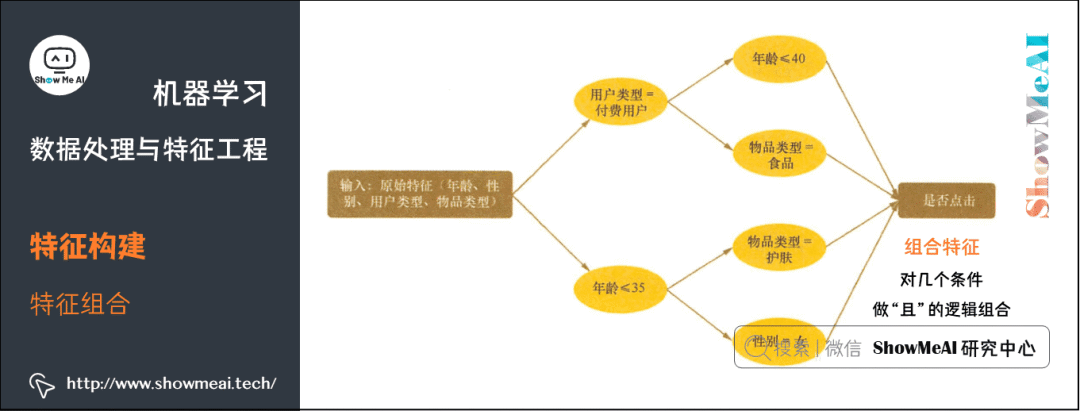 Show Me AI
机器学习
数据处理与特征工程
特征构建
特征组合
http://www.showmeai.tech/
输入：原始特征（年龄、性
别、用户类型、物品类型）
用户类型 =
付费用户
年龄≤35
年龄≤40
物品类型 =
食品
物品类型 =
护肤
性别 = 女
是否点击
组合特征
对几个条件
做“且”的逻辑组合
搜索 | 微信 ShowMeAI 研究中心
ShowMeAI